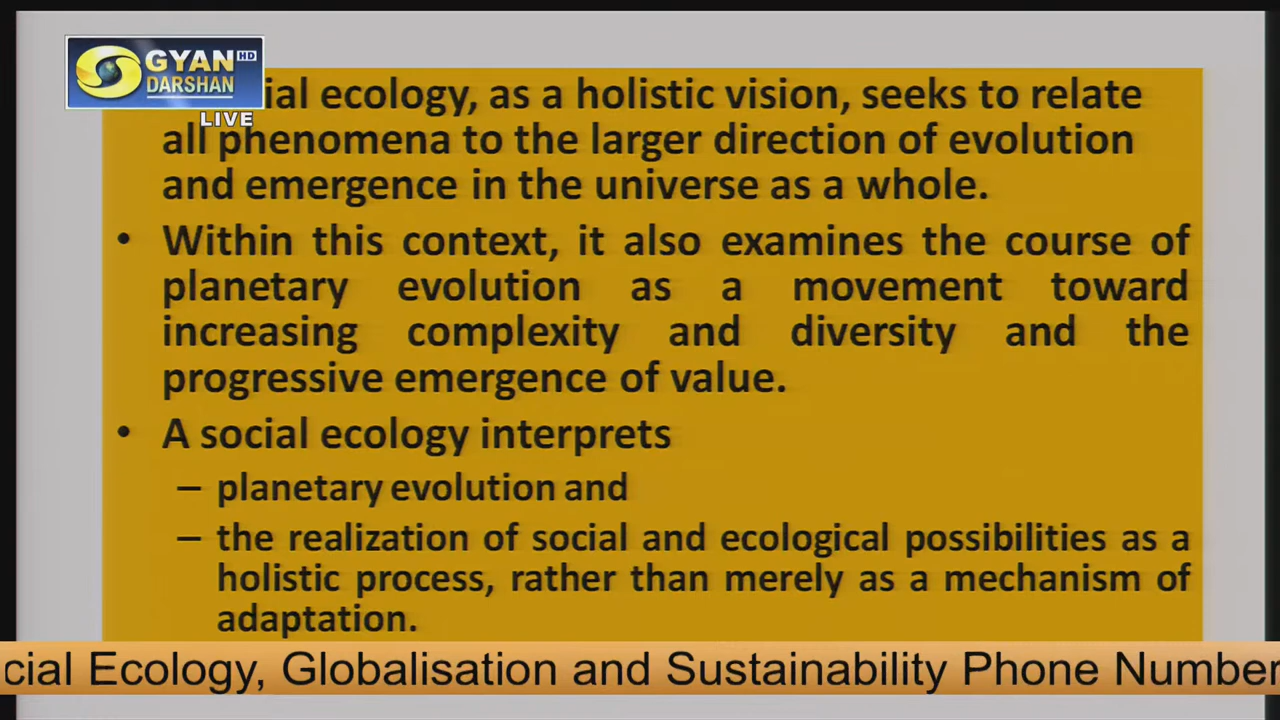 GYAN HD
DARSHAN
LIVE
ial ecology, as a holistic vision, seeks to relate
all phenomena to the larger direction of evolution
and emergence in the universe as a whole.
• Within this context, it also examines the course of
planetary evolution as a movement toward
increasing complexity and diversity and the
progressive emergence of value.
• A social ecology interprets
– planetary evolution and
– the realization of social and ecological possibilities as a
holistic process, rather than merely as a mechanism of
adaptation.
cial Ecology, Globalisation and Sustainability Phone Number